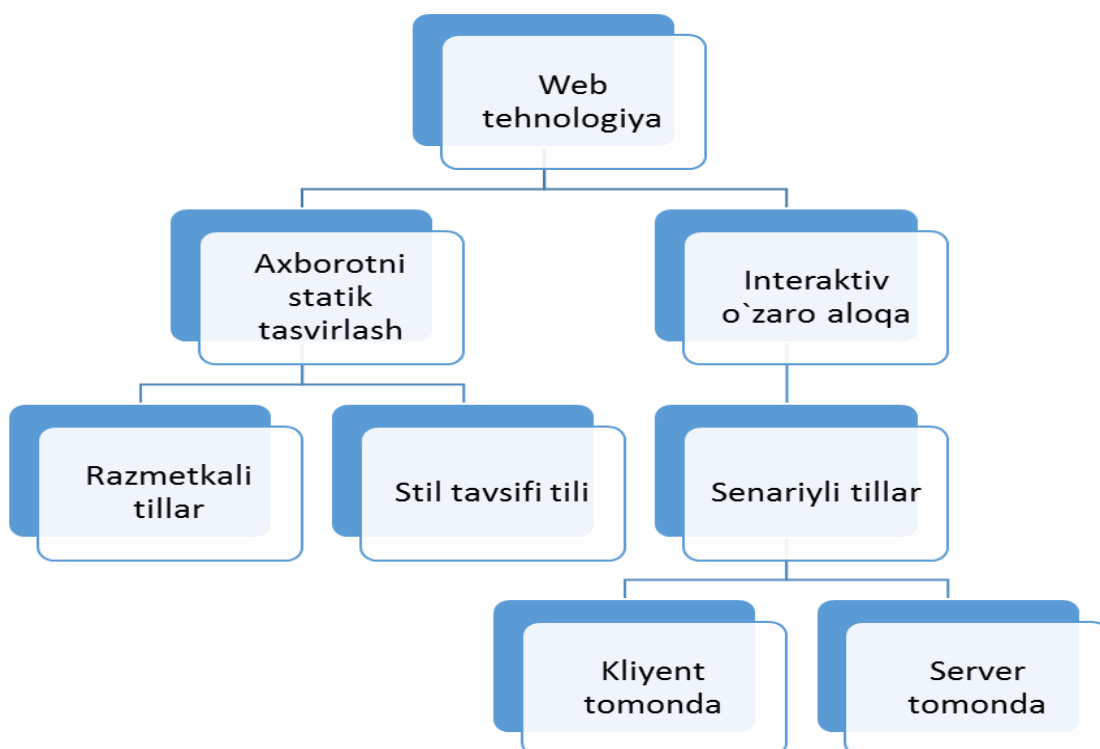 Web
tehnologiya
Axborotni
statik
tasvirlash
Interaktiv
o`zaro aloqa
Razmetkali
tillar
Stil tavsifi tili
Senariyli tillar
Kliyent
tomonda
Server
tomonda